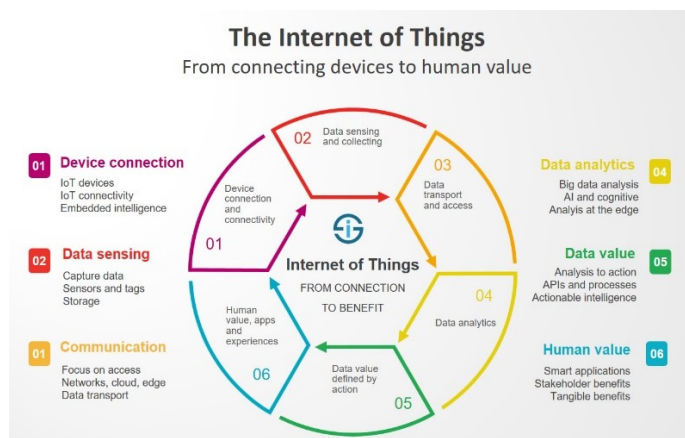 The Internet of Things
From connecting devices to human value
01 Device connection
IoT devices
IoT connectivity
Embedded intelligence
02 Data sensing
Capture data
Sensors and tags
Storage
01 Communication
Focus on access
Networks, cloud, edge
Data transport
02 Data sensing
and collecting
03
Data
transport
and access
Device
connection
and
connectivity
01
Internet of Things
FROM CONNECTION
TO BENEFIT
04
Data analytics
Human
value, apps
and
experiences
06
Data value
defined by
action
05
Data analytics 04
Big data analysis
AI and cognitive
Analyis at the edge
Data value 05
Analysis to action
APIs and processes
Actionable intelligence
Human value 06
Smart applications
Stakeholder benefits
Tangible benefits